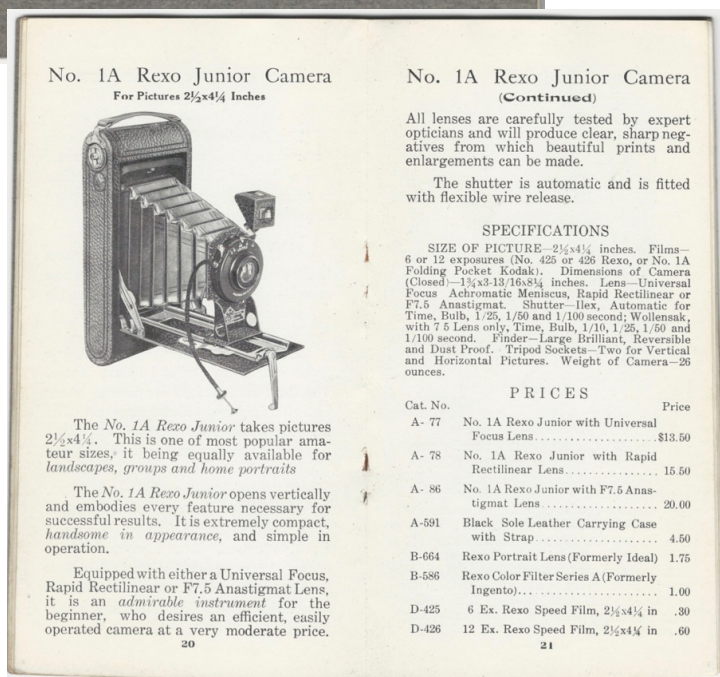 No. 1A Rexo Junior Camera
For Pictures 2½x4¼ Inches
The No. 1A Rexo Junior takes pictures
2½x4¼. This is one of most popular ama-
teur sizes, it being equally available for
landscapes, groups and home portraits
The No. 1A Rexo Junior opens vertically
and embodies every feature necessary for
successful results. It is extremely compact,
handsome in appearance, and simple in
operation.
Equipped with either a Universal Focus,
Rapid Rectilinear or F7.5 Anastigmat Lens,
it is an admirable instrument for the
beginner, who desires an efficient, easily
operated camera at a very moderate price.
20
No. 1A Rexo Junior Camera
(Continued)
All lenses are carefully tested by expert
opticians and will produce clear, sharp neg-
atives from which beautiful prints and
enlargements can be made.
The shutter is automatic and is fitted
with flexible wire release.
SPECIFICATIONS
SIZE OF PICTURE—2½x4¼ inches. Films—
6 or 12 exposures (No. 425 or 426 Rexo, or No. 1A
Folding Pocket Kodak). Dimensions of Camera
(Closed)—1¾x3-13/16x8¼ inches. Lens—Universal
Focus Achromatic Meniscus, Rapid Rectilinear or
F7.5 Anastigmat. Shutter—Ilex, Automatic for
Time, Bulb, 1/25, 1/50 and 1/100 second; Wollensak,
with 7 5 Lens only, Time, Bulb, 1/10, 1/25, 1/50 and
1/100 second. Finder—Large Brilliant, Reversible
and Dust Proof. Tripod Sockets—Two for Vertical
and Horizontal Pictures. Weight of Camera—26
ounces.
PRICES
Cat. No. Price
A- 77 No. 1A Rexo Junior with Universal
Focus Lens.......................$13.50
A- 78 No. 1A Rexo Junior with Rapid
Rectilinear Lens................. 15.50
A- 86 No. 1A Rexo Junior with F7.5 Anas-
tigmat Lens..................... 20.00
A-591 Black Sole Leather Carrying Case
with Strap....................... 4.50
B-664 Rexo Portrait Lens (Formerly Ideal) 1.75
B-586 Rexo Color Filter Series A (Formerly
Ingento)......................... 1.00
D-425 6 Ex. Rexo Speed Film, 2½x4¼ in .30
D-426 12 Ex. Rexo Speed Film, 2½x4¼ in .60
21